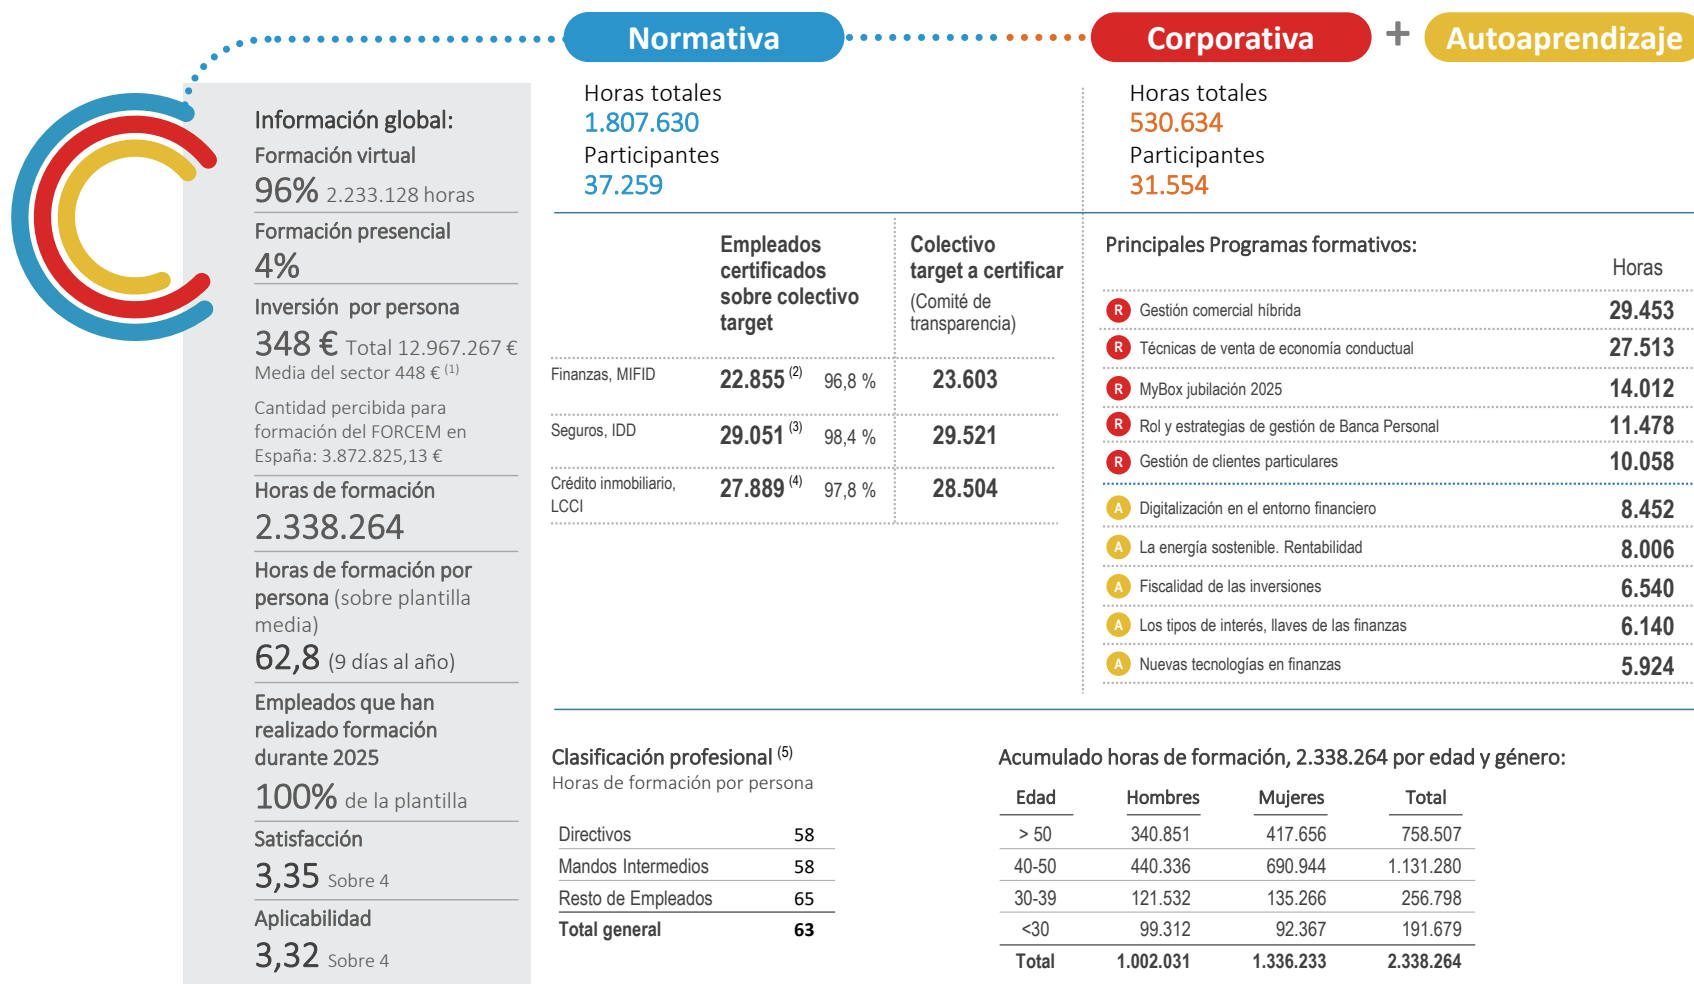 Normativa
Corporativa
+
Autoaprendizaje
Información global:
Formación virtual
96% 2.233.128 horas
Formación presencial
4%
Inversión por persona
348 € Total 12.967.267 €
Media del sector 448 € (1)
Cantidad percibida para
formación del FORCEM en
España: 3.872.825,13 €
Horas de formación
2.338.264
Horas de formación por
persona (sobre plantilla
media)
62,8 (9 días al año)
Empleados que han
realizado formación
durante 2025
100% de la plantilla
Satisfacción
3,35 Sobre 4
Aplicabilidad
3,32 Sobre 4
Horas totales
1.807.630
Participantes
37.259
Horas totales
530.634
Participantes
31.554
Empleados
certificados
sobre colectivo
target
Colectivo
target a certificar
(Comité de
transparencia)
Finanzas, MIFID 22.855 (2) 96,8 % 23.603
Seguros, IDD 29.051 (3) 98,4 % 29.521
Crédito inmobiliario,
LCCI 27.889 (4) 97,8 % 28.504
Principales Programas formativos:
Horas
R Gestión comercial híbrida 29.453
R Técnicas de venta de economía conductual 27.513
R MyBox jubilación 2025 14.012
R Rol y estrategias de gestión de Banca Personal 11.478
R Gestión de clientes particulares 10.058
A Digitalización en el entorno financiero 8.452
A La energía sostenible. Rentabilidad 8.006
A Fiscalidad de las inversiones 6.540
A Los tipos de interés, llaves de las finanzas 6.140
A Nuevas tecnologías en finanzas 5.924
Clasificación profesional (5)
Horas de formación por persona
Directivos 58
Mandos Intermedios 58
Resto de Empleados 65
Total general 63
Acumulado horas de formación, 2.338.264 por edad y género:
Edad Hombres Mujeres Total
> 50 340.851 417.656 758.507
40-50 440.336 690.944 1.131.280
30-39 121.532 135.266 256.798
<30 99.312 92.367 191.679
Total 1.002.031 1.336.233 2.338.264